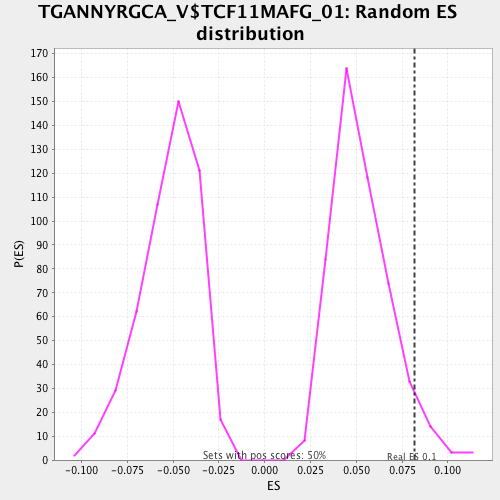 TGANNYRGCA_V$TCF11MAFG_01: Random ES
distribution
170
160
150
140
130
120
110
100
90
80
70
60
50
40
30
20
10
0
P(ES)
Sets with pos scores: 50%
Real ES 0.1
-0.100 -0.075 -0.050 -0.025 0.000 0.025 0.050 0.075 0.100
ES